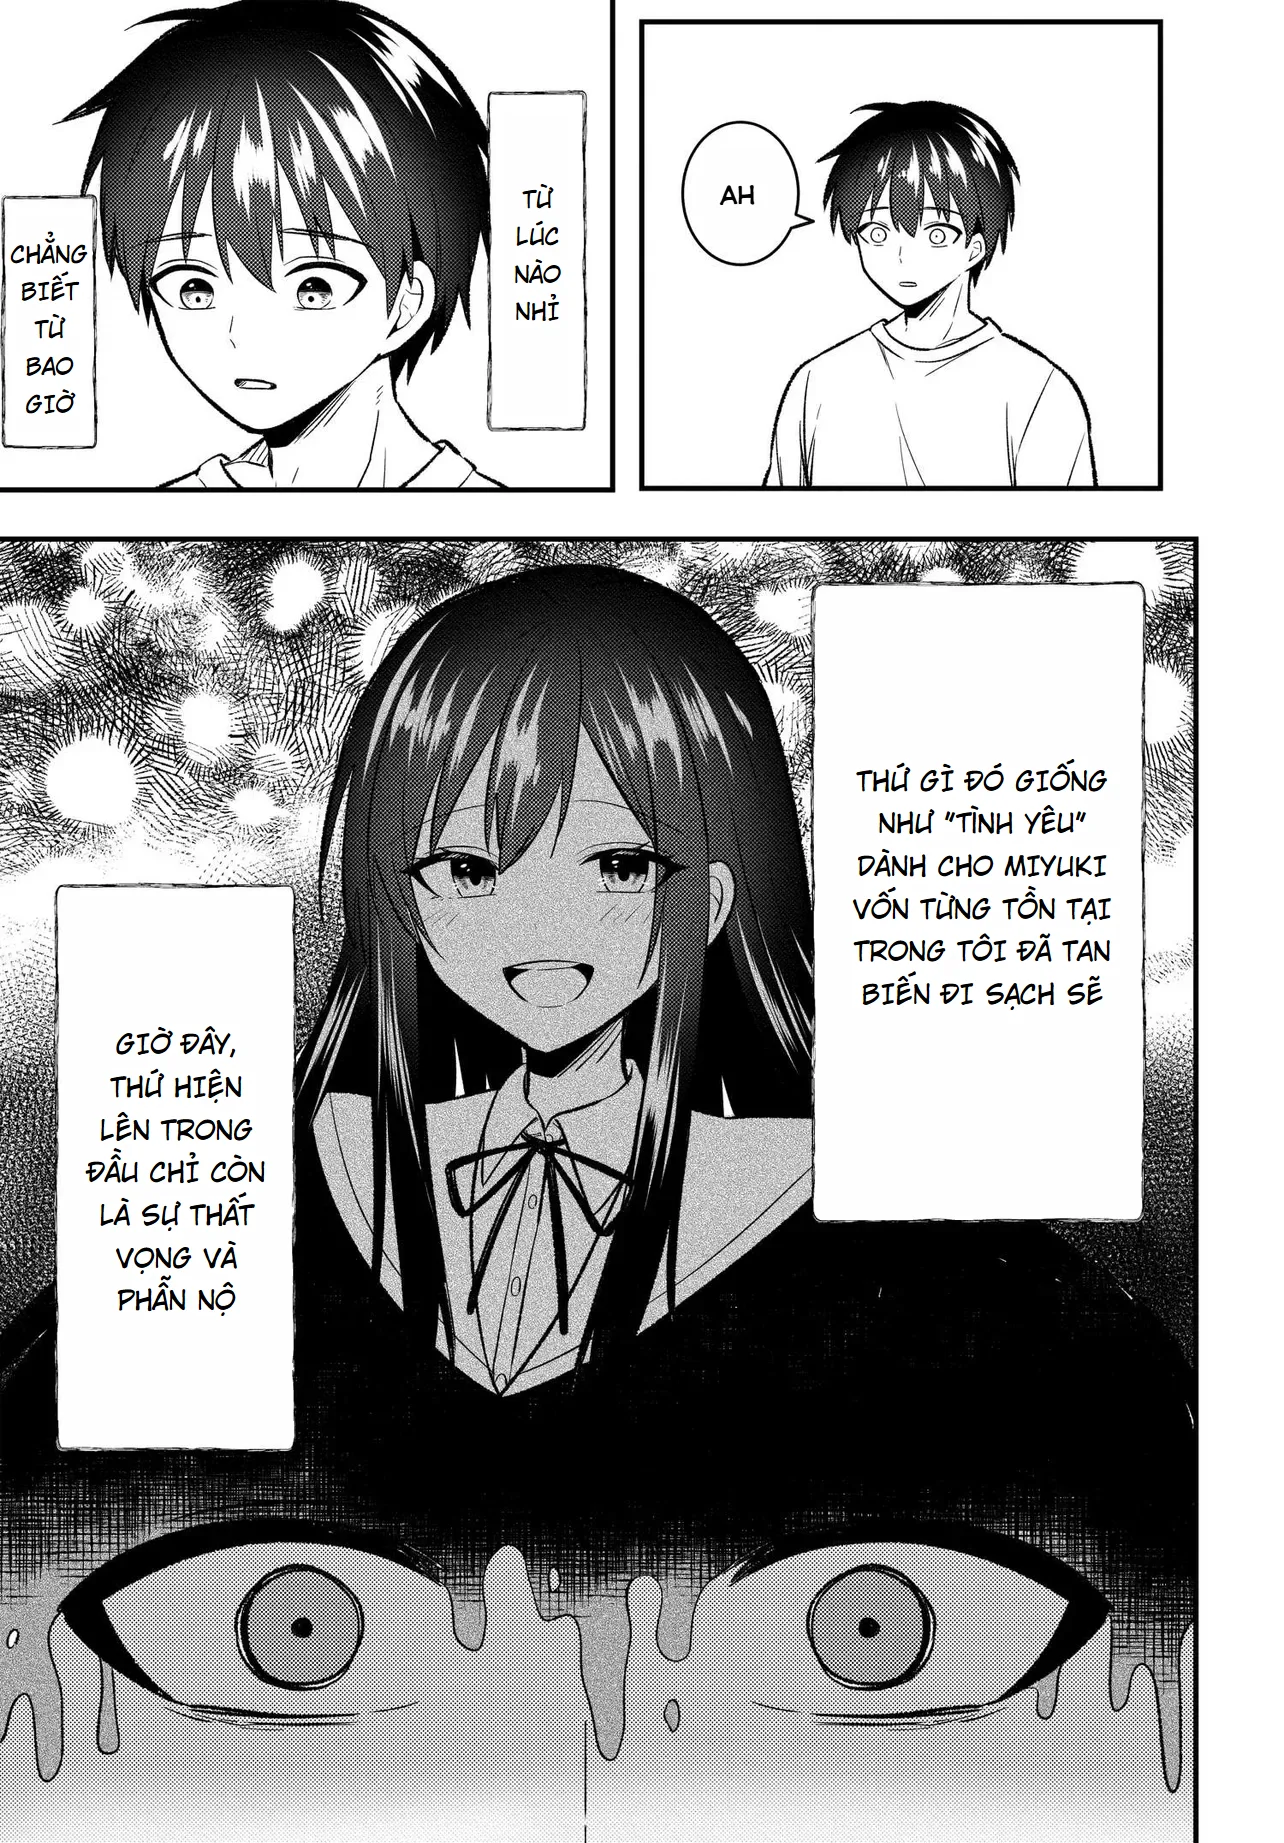 AH
TỪ
LÚC
NÀO
NHỈ
CHẲNG
BIẾT
TỪ
BAO
GIỜ
THỨ GÌ ĐÓ GIỐNG
NHƯ "TÌNH YÊU"
DÀNH CHO MIYUKI
VỐN TỪNG TỒN TẠI
TRONG TÔI ĐÃ TAN
BIẾN ĐI SẠCH SẼ
GIỜ ĐÂY,
THỨ HIỆN
LÊN TRONG
ĐẦU CHỈ CÒN
LÀ SỰ THẤT
VỌNG VÀ
PHẪN NỘ